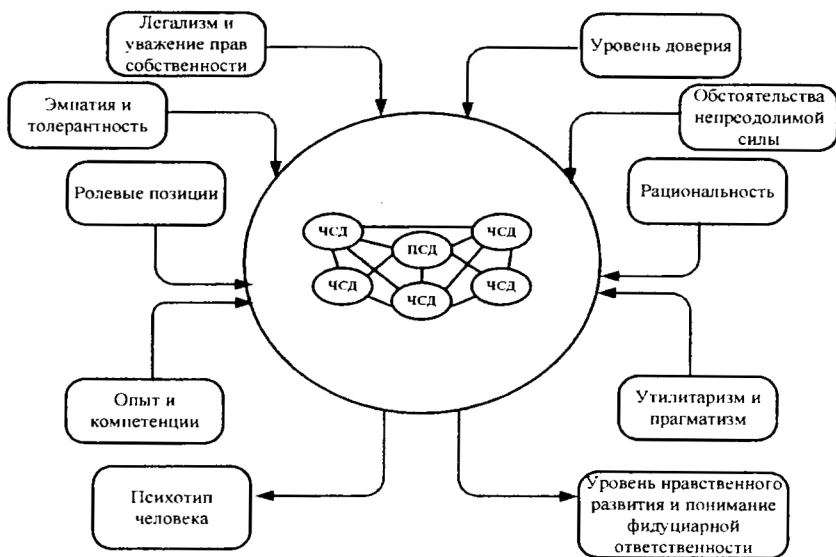 Легализм и
уважение прав
собственности
Уровень доверия
Эмпатия и
толерантность
Обстоятельства
непреодолимой
силы
Ролевые позиции
Рациональность
ЧСД
ПСД
ЧСД
ЧСД
ЧСД
ЧСД
Опыт и
компетенции
Утилитаризм и
прагматизм
Психотип
человека
Уровень нравственного
развития и понимание
фидуциарной
ответственности